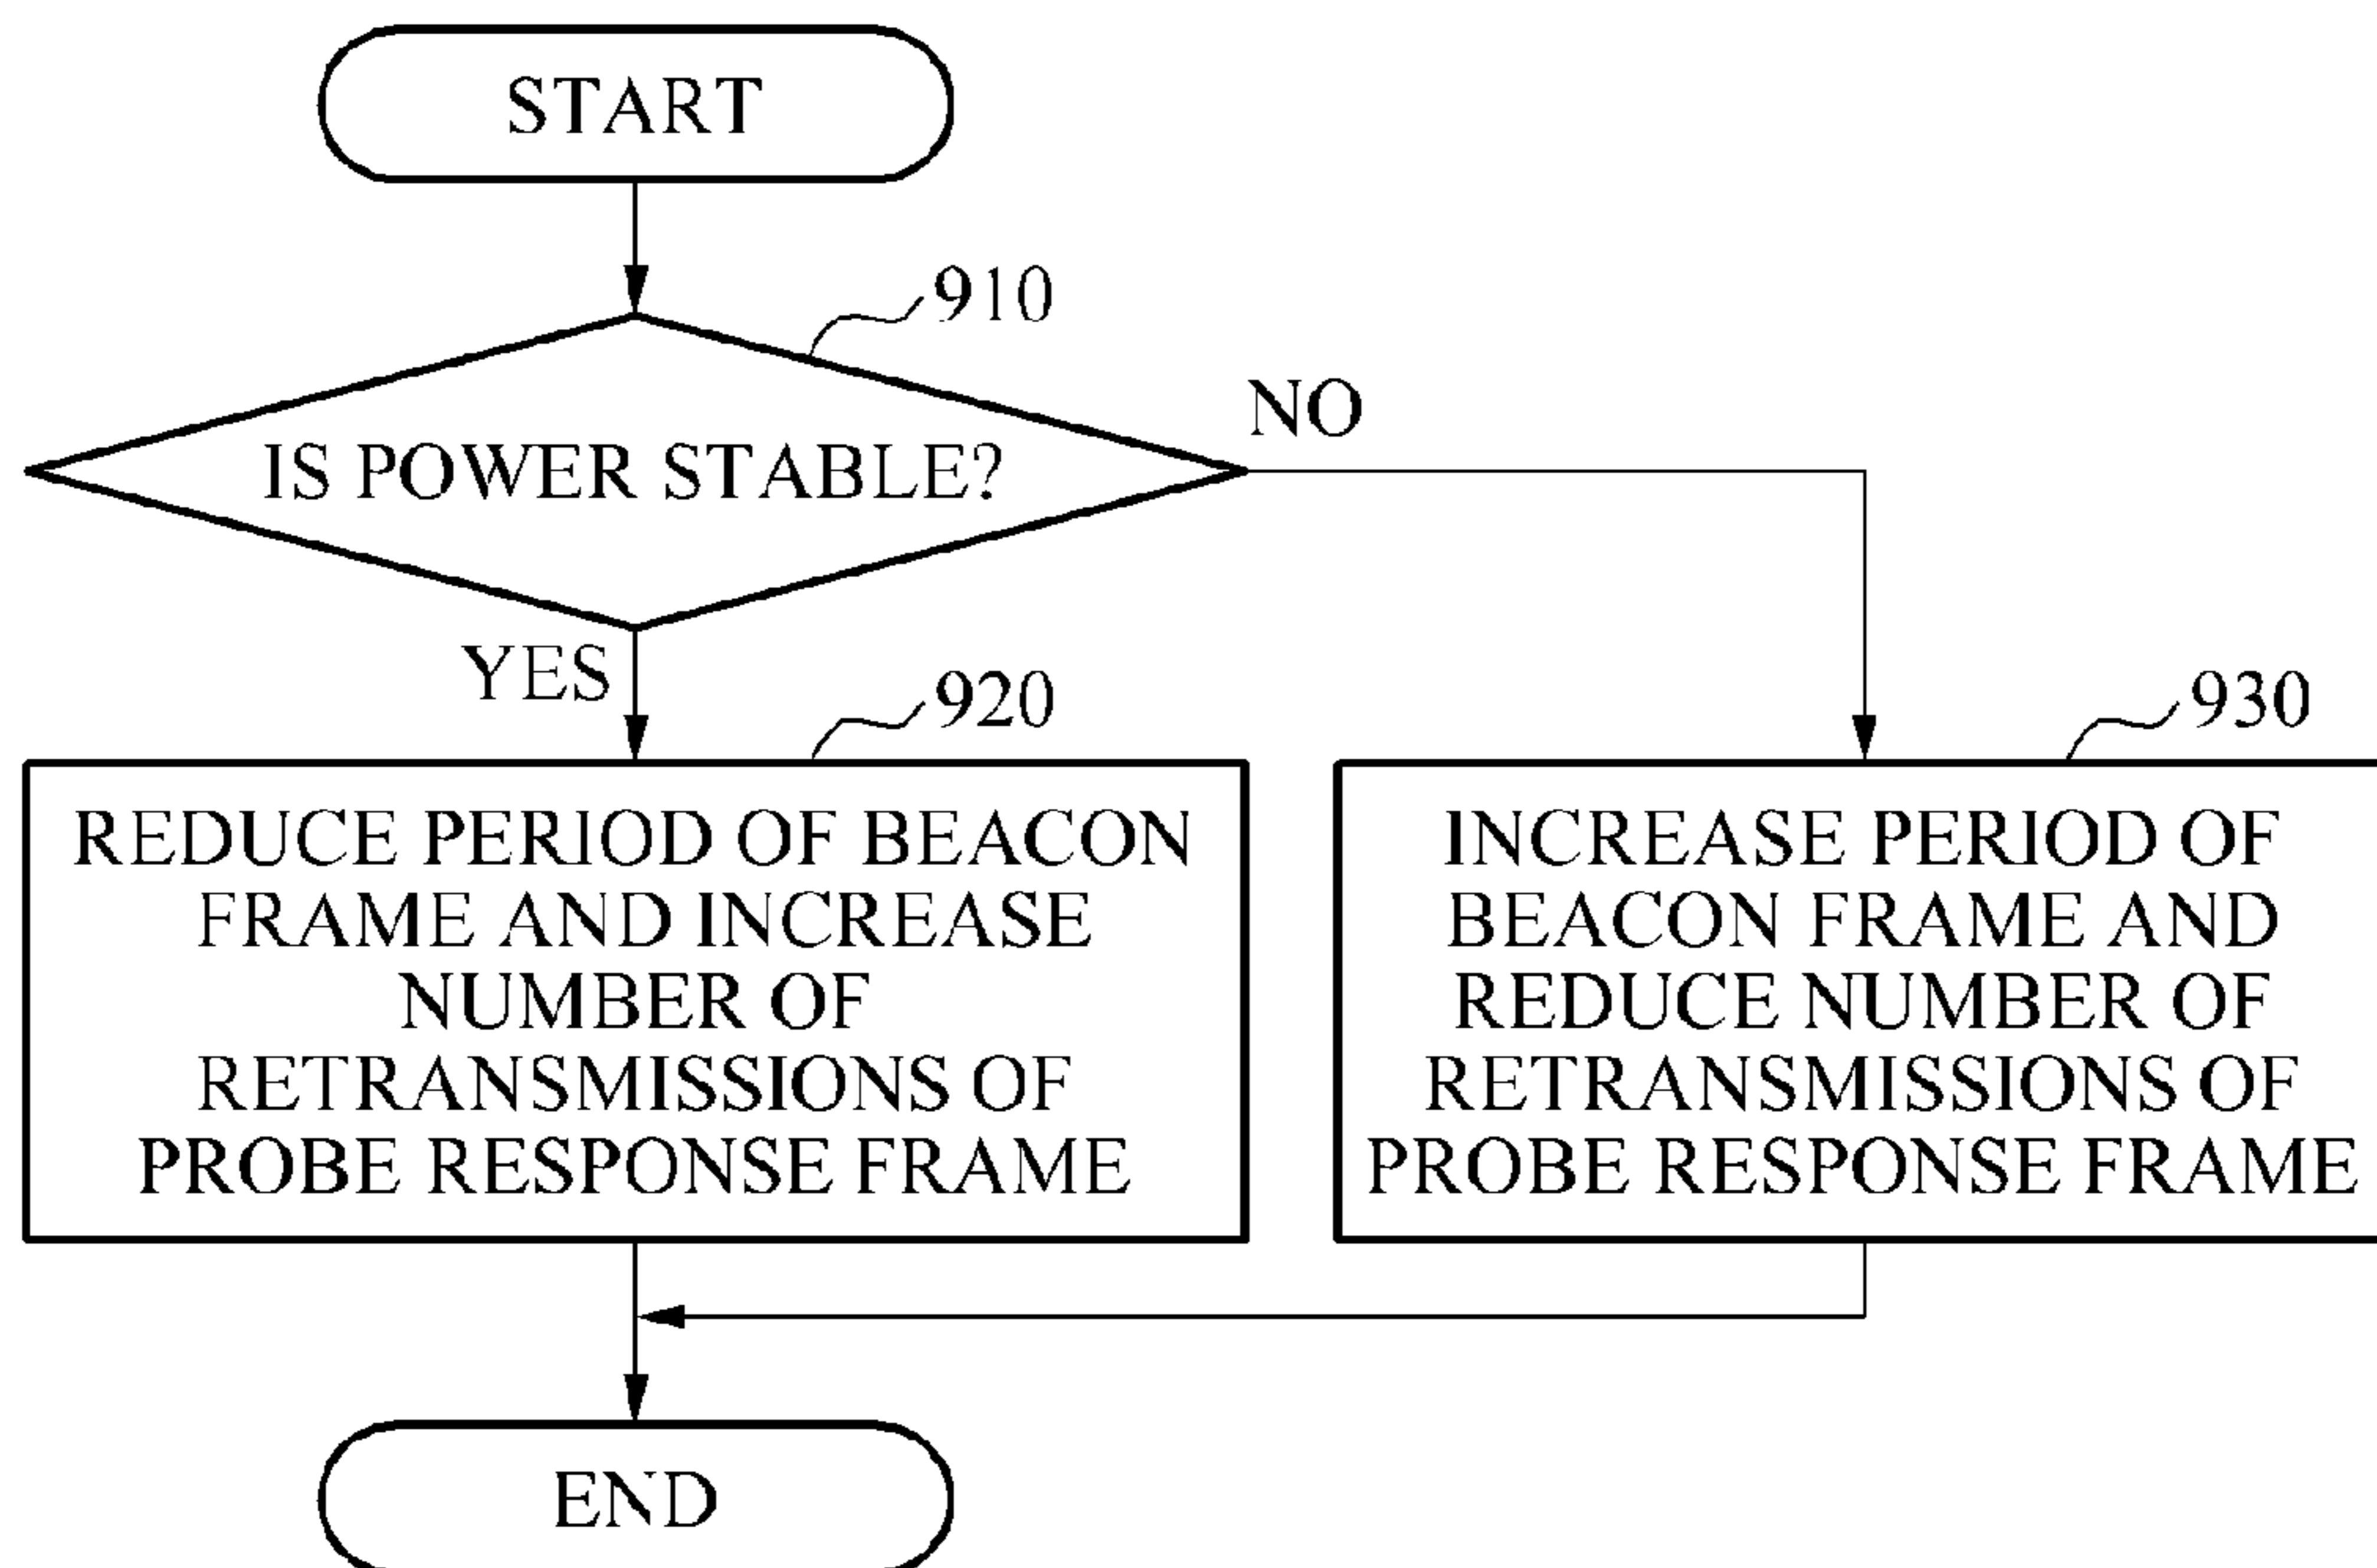 START
910
IS POWER STABLE?
NO
YES
920
REDUCE PERIOD OF BEACON
FRAME AND INCREASE
NUMBER OF
RETRANSMISSIONS OF
PROBE RESPONSE FRAME
930
INCREASE PERIOD OF
BEACON FRAME AND
REDUCE NUMBER OF
RETRANSMISSIONS OF
PROBE RESPONSE FRAME
END